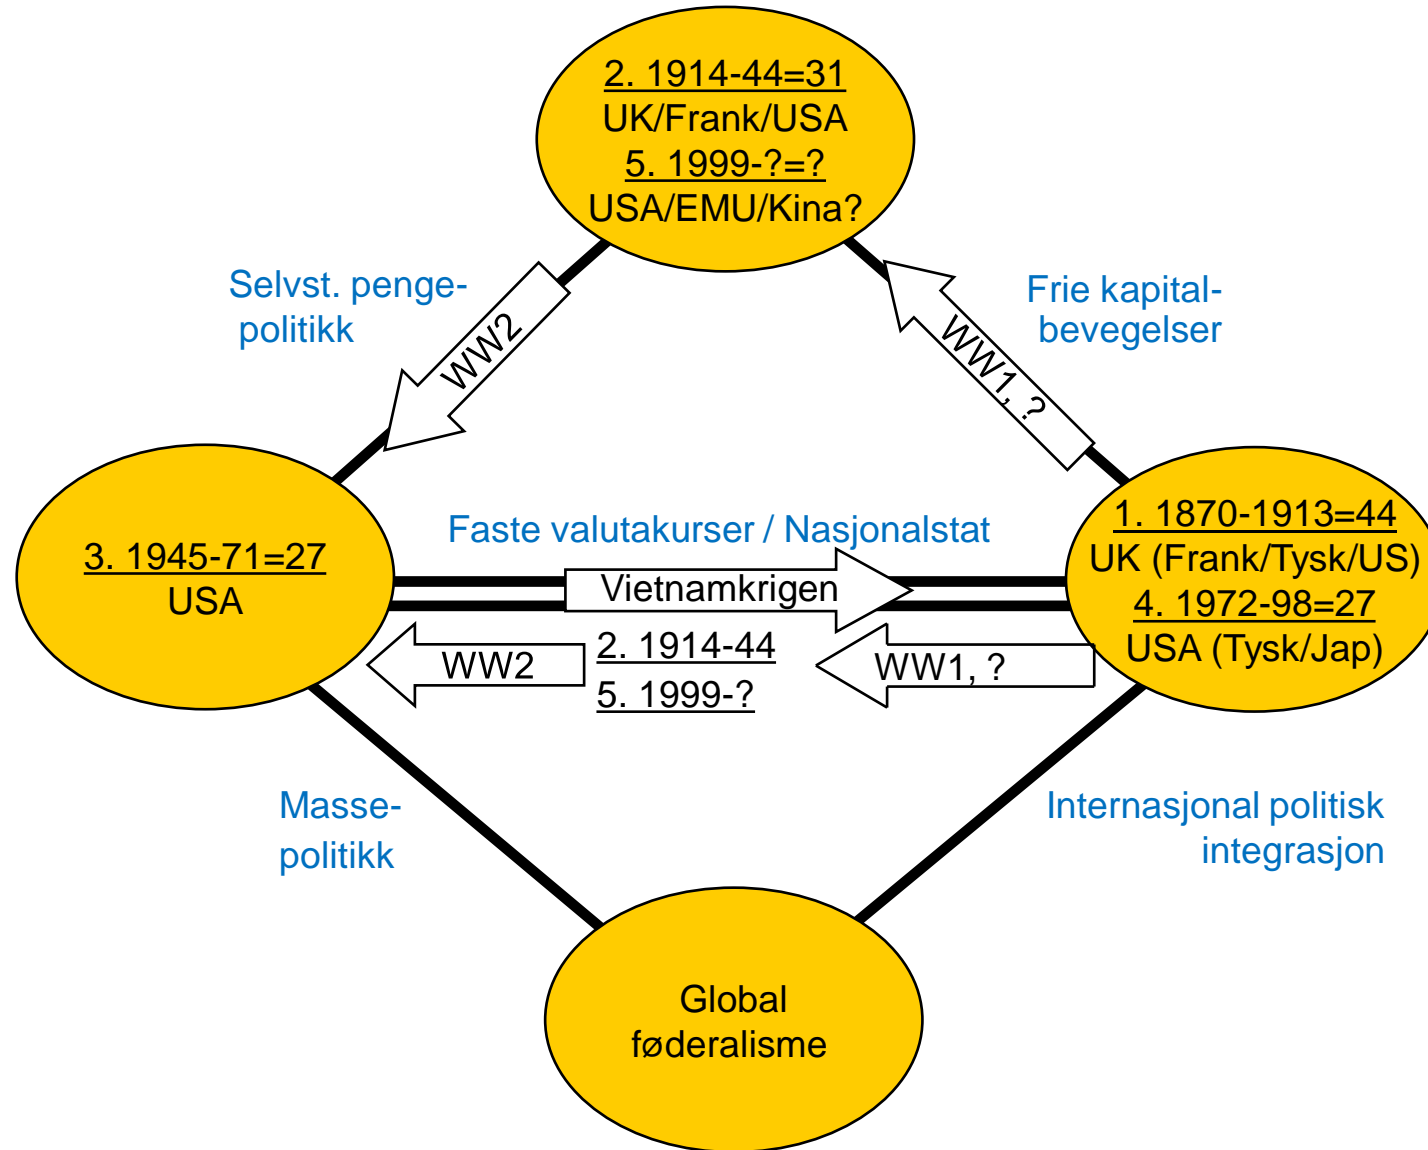 2. 1914-44=31
UK/Frank/USA
5. 1999-?=?
USA/EMU/Kina?
Selvst. penge-
politikk
WW2
Frie kapital-
bevegelser
WW1, ?
3. 1945-71=27
USA
Faste valutakurser / Nasjonalstat
Vietnamkrigen
WW2
2. 1914-44
5. 1999-?
WW1, ?
1. 1870-1913=44
UK (Frank/Tysk/US)
4. 1972-98=27
USA (Tysk/Jap)
Masse-
politikk
Internasjonal politisk
integrasjon
Global
føderalisme